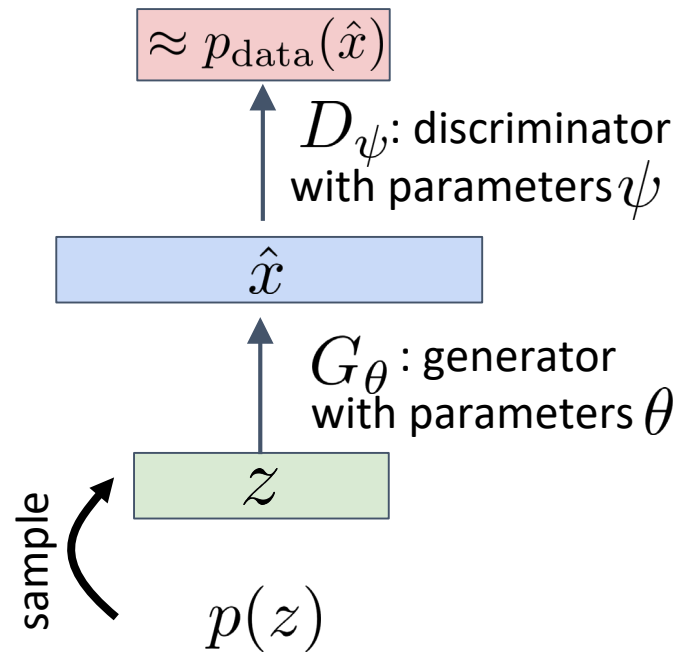 ≈ p_data(x̂)
D_ψ: discriminator
with parameters ψ
x̂
G_θ : generator
with parameters θ
z
sample
p(z)